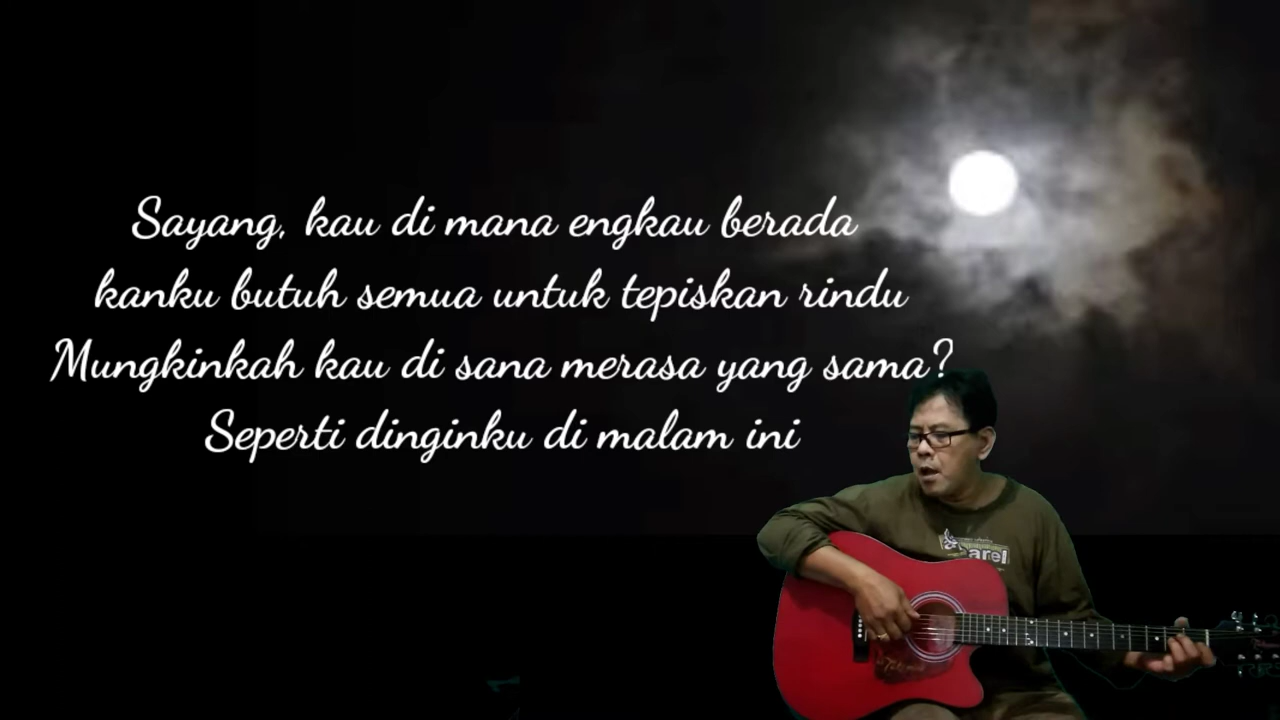 Sayang, kau di mana engkau berada
kanku butuh semua untuk tepiskan rindu
Mungkinkah kau di sana merasa yang sama?
Seperti dinginku di malam ini
arel